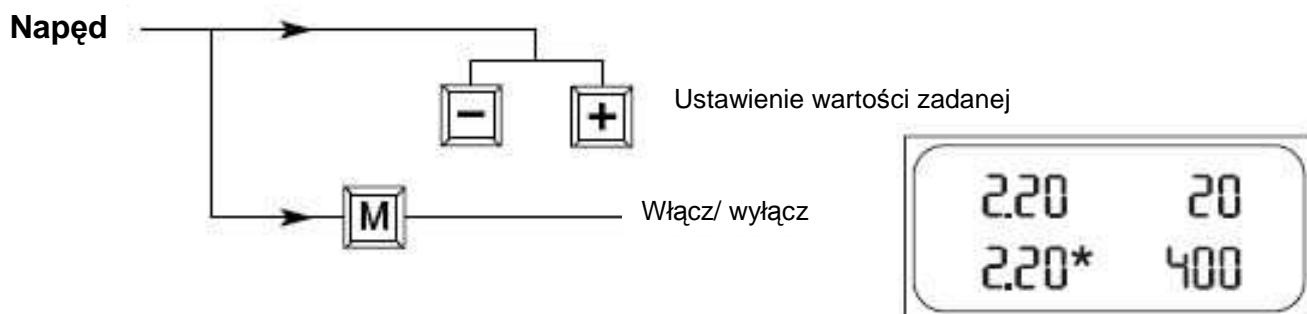 Napęd
− +
Ustawienie wartości zadanej
2.20 20
M
Włącz/ wyłącz
2.20* 400